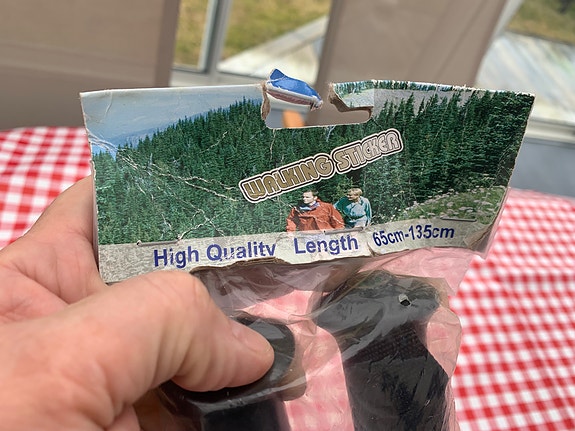 WALKING STICKER
High Quality Length 65cm-135cm